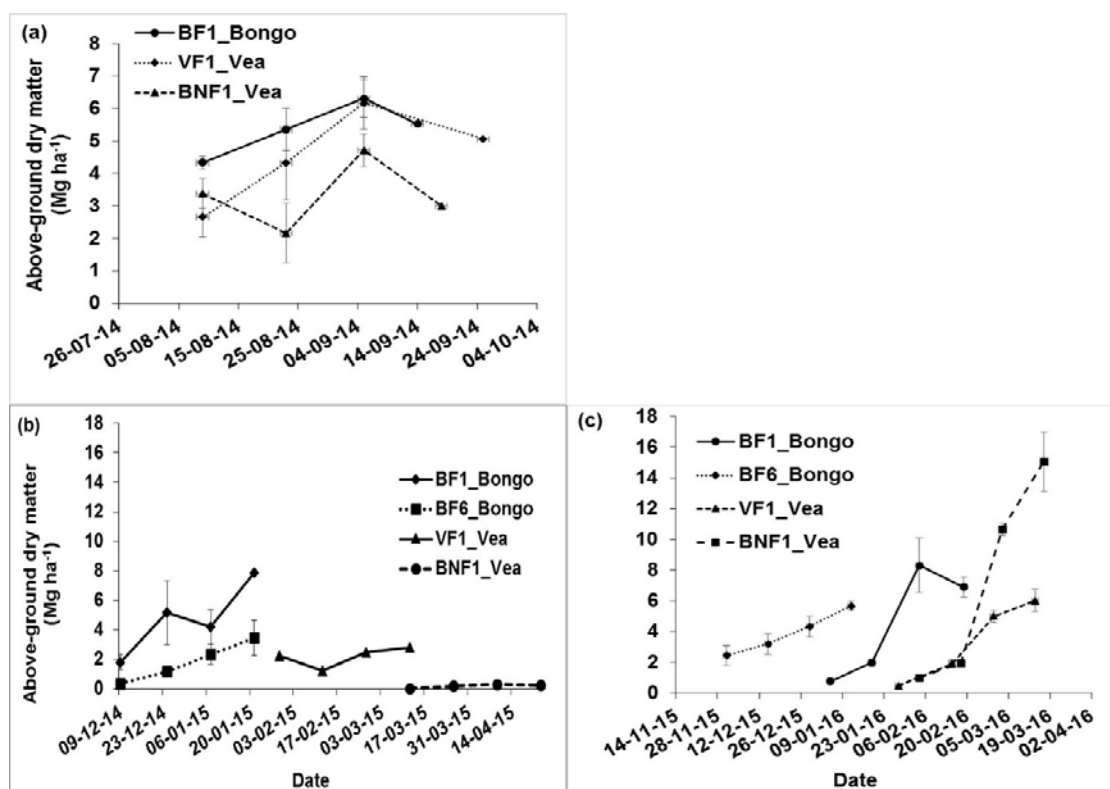 (a)
BF1_Bongo
VF1_Vea
BNF1_Vea
Above-ground dry matter
(Mg ha-1)
8
7
6
5
4
3
2
1
0
26-07-14
05-08-14
15-08-14
25-08-14
04-09-14
14-09-14
24-09-14
04-10-14
(b)
BF1_Bongo
BF6_Bongo
VF1_Vea
BNF1_Vea
Above-ground dry matter
(Mg ha-1)
18
16
14
12
10
8
6
4
2
0
09-12-14
23-12-14
06-01-15
20-01-15
03-02-15
17-02-15
03-03-15
17-03-15
31-03-15
14-04-15
Date
(c)
BF1_Bongo
BF6_Bongo
VF1_Vea
BNF1_Vea
18
16
14
12
10
8
6
4
2
0
14-11-15
28-11-15
12-12-15
26-12-15
09-01-16
23-01-16
06-02-16
20-02-16
05-03-16
19-03-16
02-04-16
Date